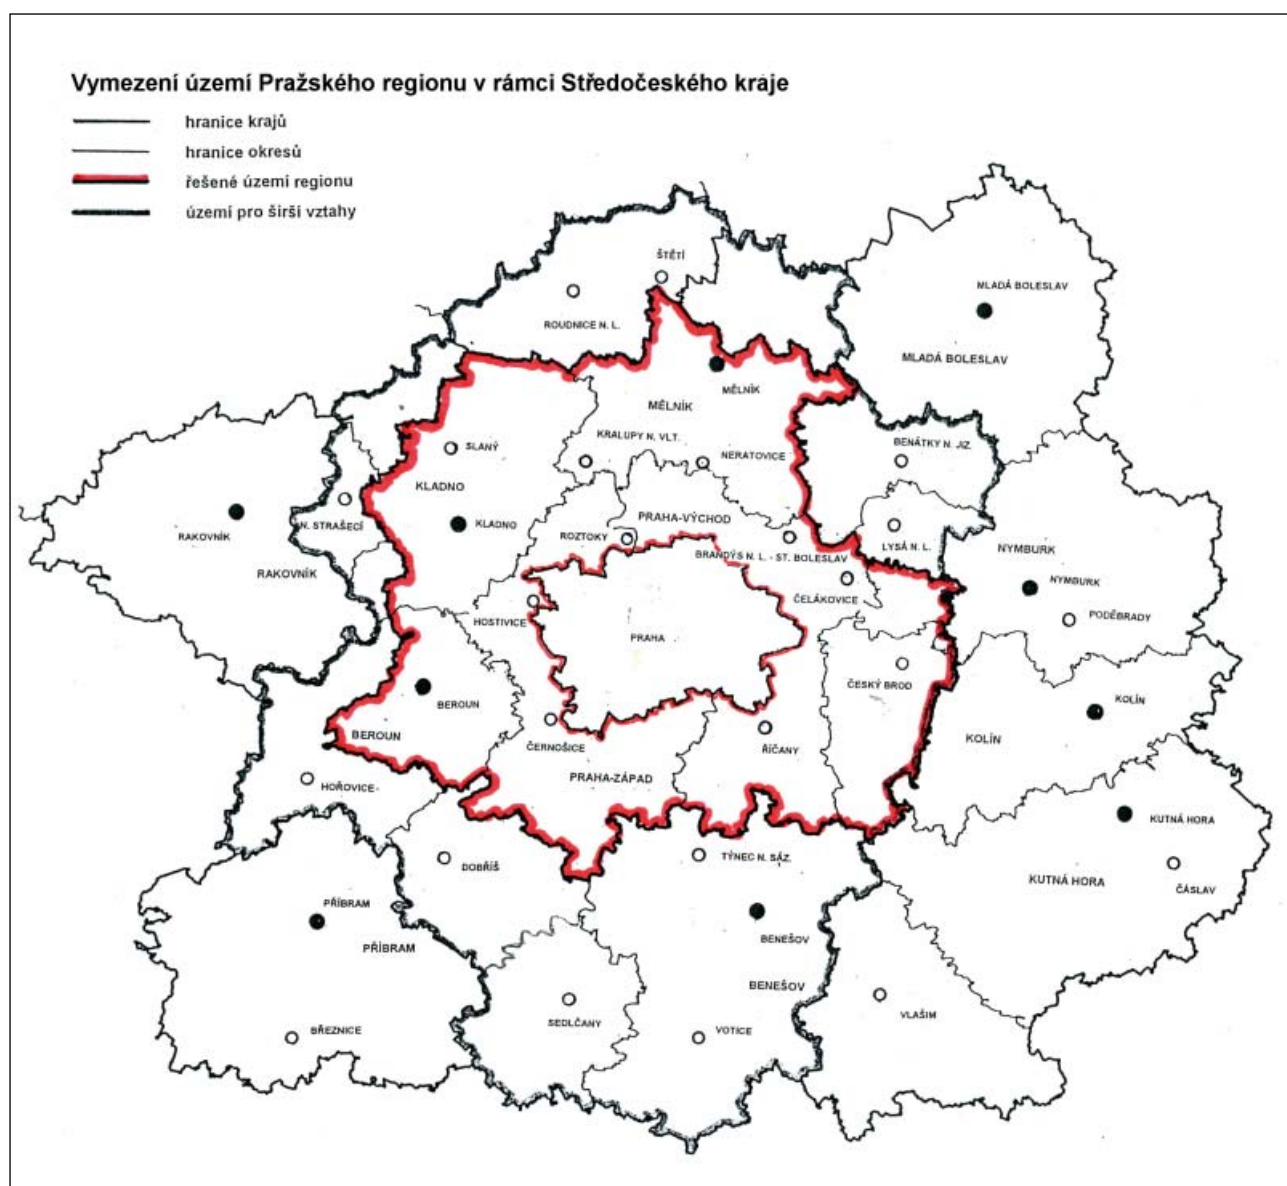 Vymezení území Pražského regionu v rámci Středočeského kraje
hranice krajů
hranice okresů
řešené území regionu
území pro širší vztahy
ŠTĚTÍ
ROUDNICE N. L.
MLADÁ BOLESLAV
MLADÁ BOLESLAV
MĚLNÍK
MĚLNÍK
KRALUPY N. VLT.
NERATOVICE
SLANÝ
BENÁTKY N. JIZ.
KLADNO
KLADNO
N. STRAŠECÍ
RAKOVNÍK
RAKOVNÍK
ROZTOKY
PRAHA-VÝCHOD
BRANDÝS N. L. - ST. BOLESLAV
LYSÁ N. L.
NYMBURK
NYMBURK
PODĚBRADY
ČELÁKOVICE
HOSTIVICE
PRAHA
ČESKÝ BROD
BEROUN
BEROUN
KOLÍN
KOLÍN
ČERNOŠICE
ŘÍČANY
PRAHA-ZÁPAD
HOŘOVICE-
KUTNÁ HORA
KUTNÁ HORA
ČÁSLAV
DOBŘÍŠ
TÝNEC N. SÁZ.
PŘÍBRAM
PŘÍBRAM
BENEŠOV
BENEŠOV
SEDLČANY
VLAŠIM
BŘEZNICE
VOTICE